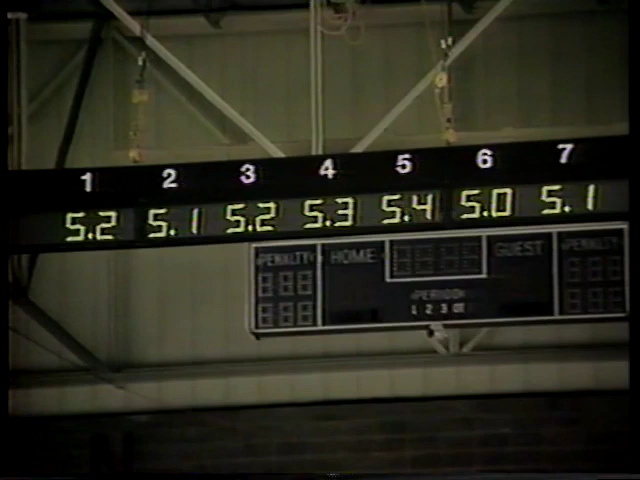 1 2 3 4 5 6 7
5.2 5.1 5.2 5.3 5.4 5.0 5.1
PENALTY HOME GUEST PENALTY
PERIOD
1 2 3 OT